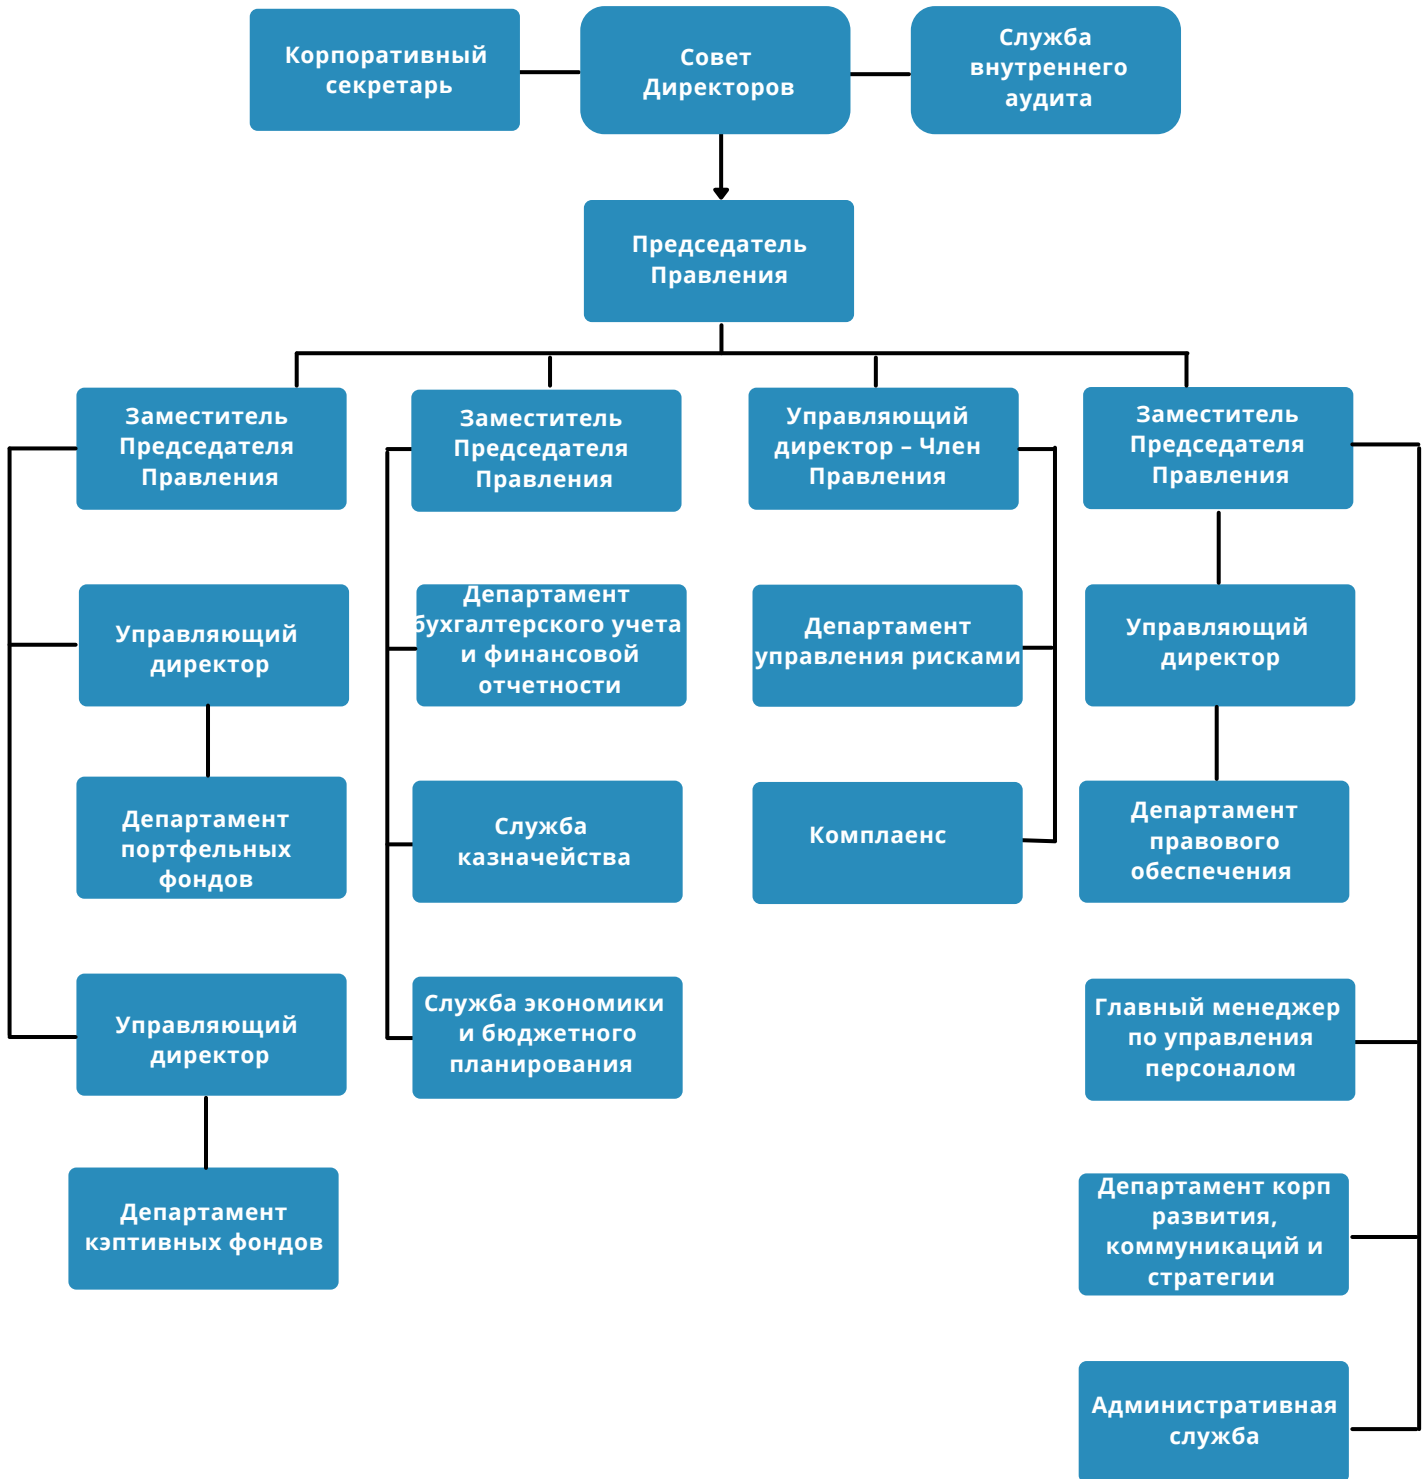 Корпоративный
секретарь
Совет
Директоров
Служба
внутреннего
аудита
Председатель
Правления
Заместитель
Председателя
Правления
Заместитель
Председателя
Правления
Управляющий
директор – Член
Правления
Заместитель
Председателя
Правления
Управляющий
директор
Департамент
бухгалтерского учета
и финансовой
отчетности
Департамент
управления рисками
Управляющий
директор
Департамент
портфельных
фондов
Служба
казначейства
Комплаенс
Департамент
правового
обеспечения
Управляющий
директор
Служба экономики
и бюджетного
планирования
Главный менеджер
по управления
персоналом
Департамент
кэптивных фондов
Департамент корп
развития,
коммуникаций и
стратегии
Административная
служба